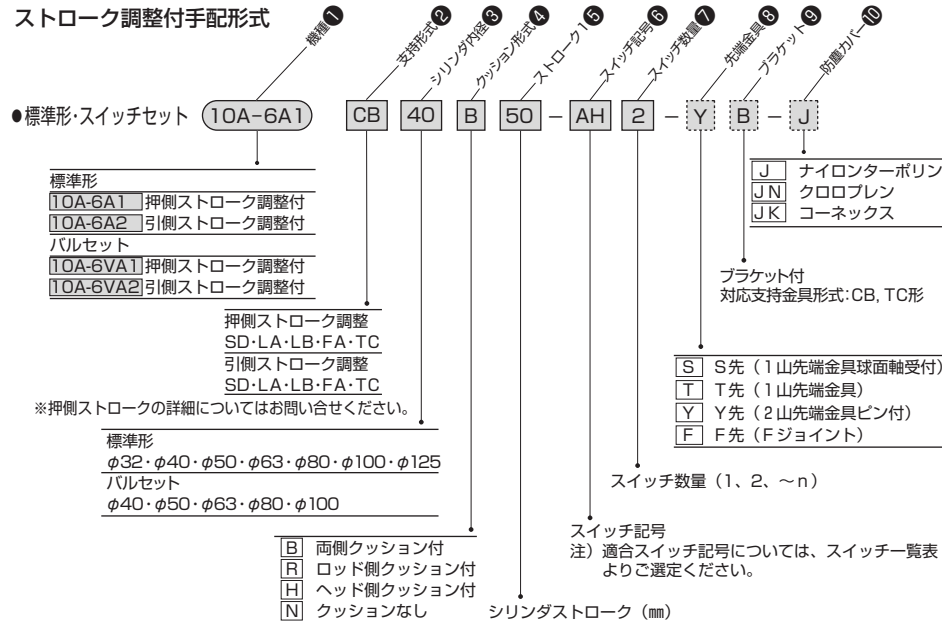 ストローク調整付手配形式
機種❶
支持形式❷
シリンダ内径❸
クッション形式❹
ストローク1❺
スイッチ記号❻
スイッチ数量❼
先端金具❽
ブラケット❾
防塵カバー❿
●標準形・スイッチセット 10A-6A1 CB 40 B 50 － AH 2 － Y B － J
標準形
10A-6A1 押側ストローク調整付
10A-6A2 引側ストローク調整付
バルセット
10A-6VA1 押側ストローク調整付
10A-6VA2 引側ストローク調整付
J ナイロンターポリン
JN クロロプレン
JK コーネックス
ブラケット付
対応支持金具形式：CB, TC形
押側ストローク調整
SD・LA・LB・FA・TC
引側ストローク調整
SD・LA・LB・FA・TC
※押側ストロークの詳細についてはお問い合せください。
S S先（1山先端金具球面軸受付）
T T先（1山先端金具）
Y Y先（2山先端金具ピン付）
F F先（Fジョイント）
標準形
φ32・φ40・φ50・φ63・φ80・φ100・φ125
バルセット
φ40・φ50・φ63・φ80・φ100
スイッチ数量（1、2、～n）
スイッチ記号
注）適合スイッチ記号については、スイッチ一覧表
よりご選定ください。
B 両側クッション付
R ロッド側クッション付
H ヘッド側クッション付
N クッションなし
シリンダストローク（㎜）